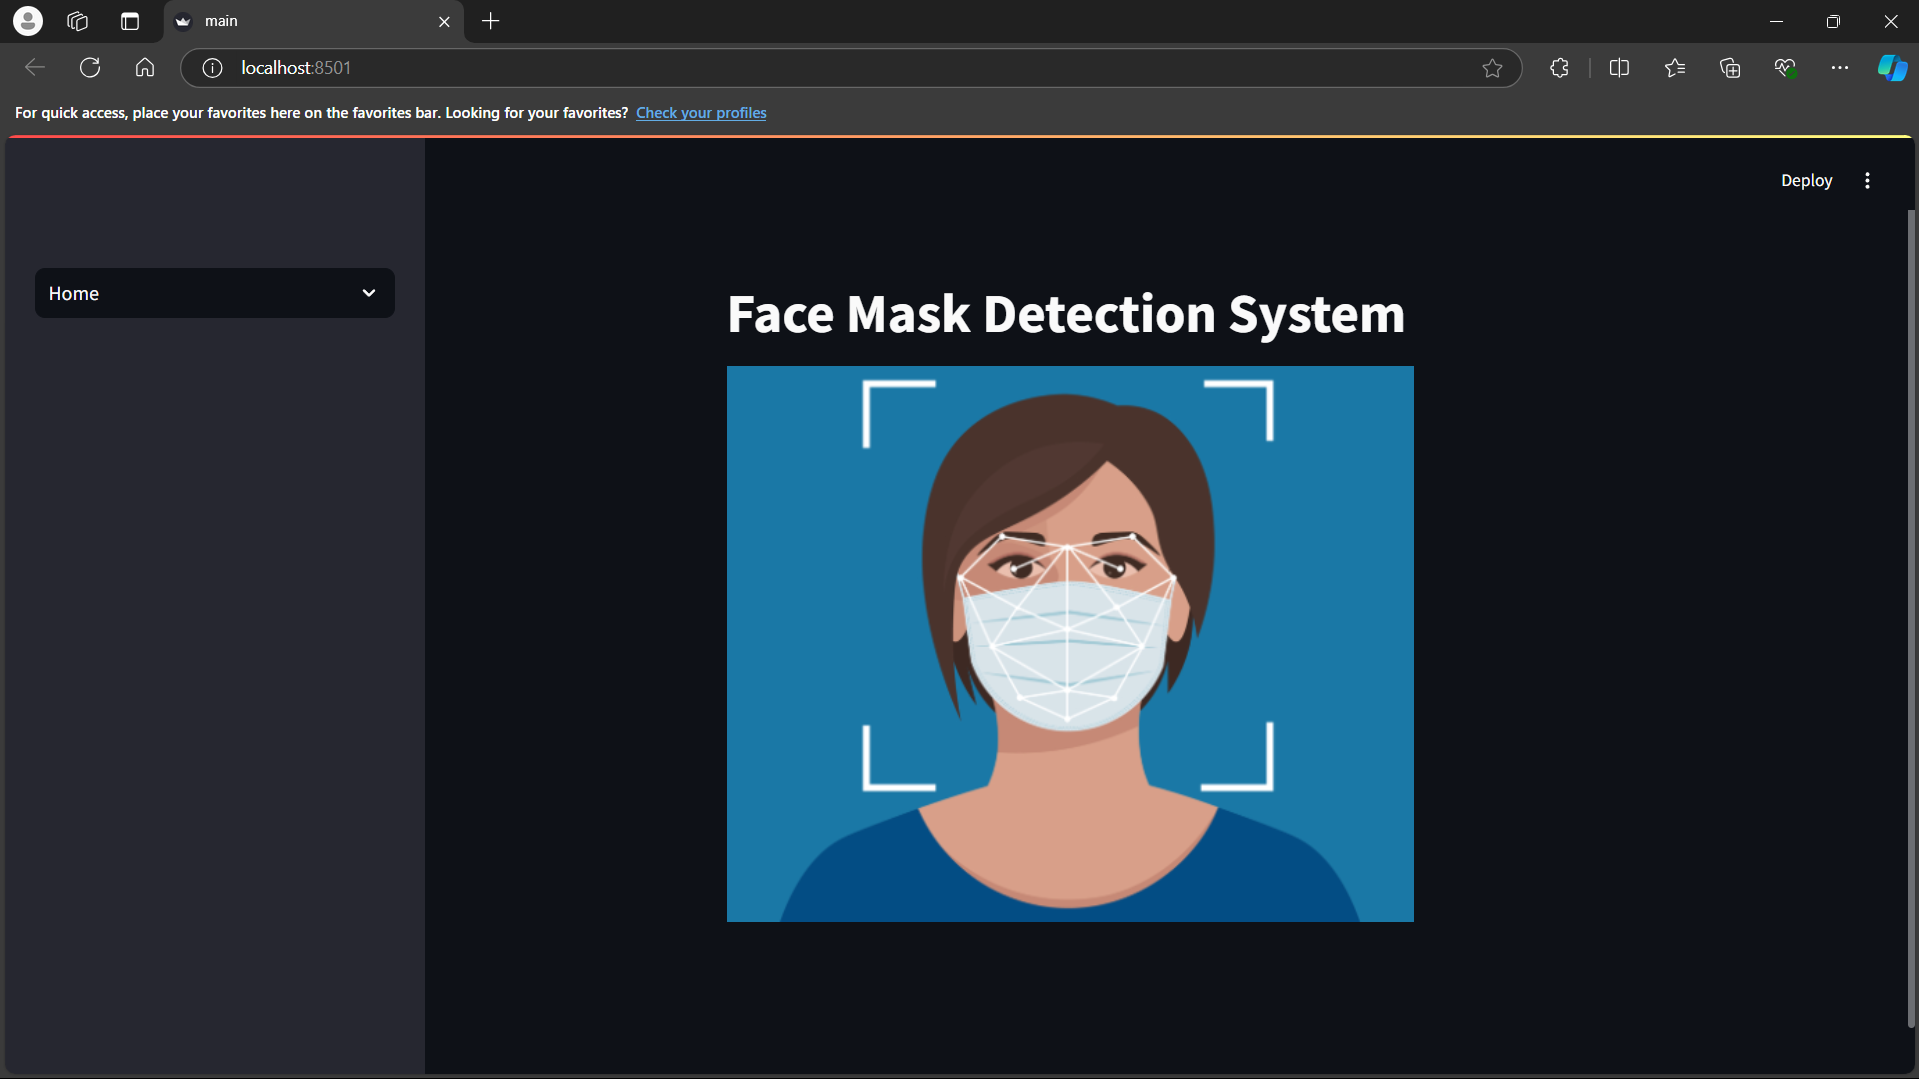 main
localhost:8501
For quick access, place your favorites here on the favorites bar. Looking for your favorites? Check your profiles
Deploy
Home
Face Mask Detection System